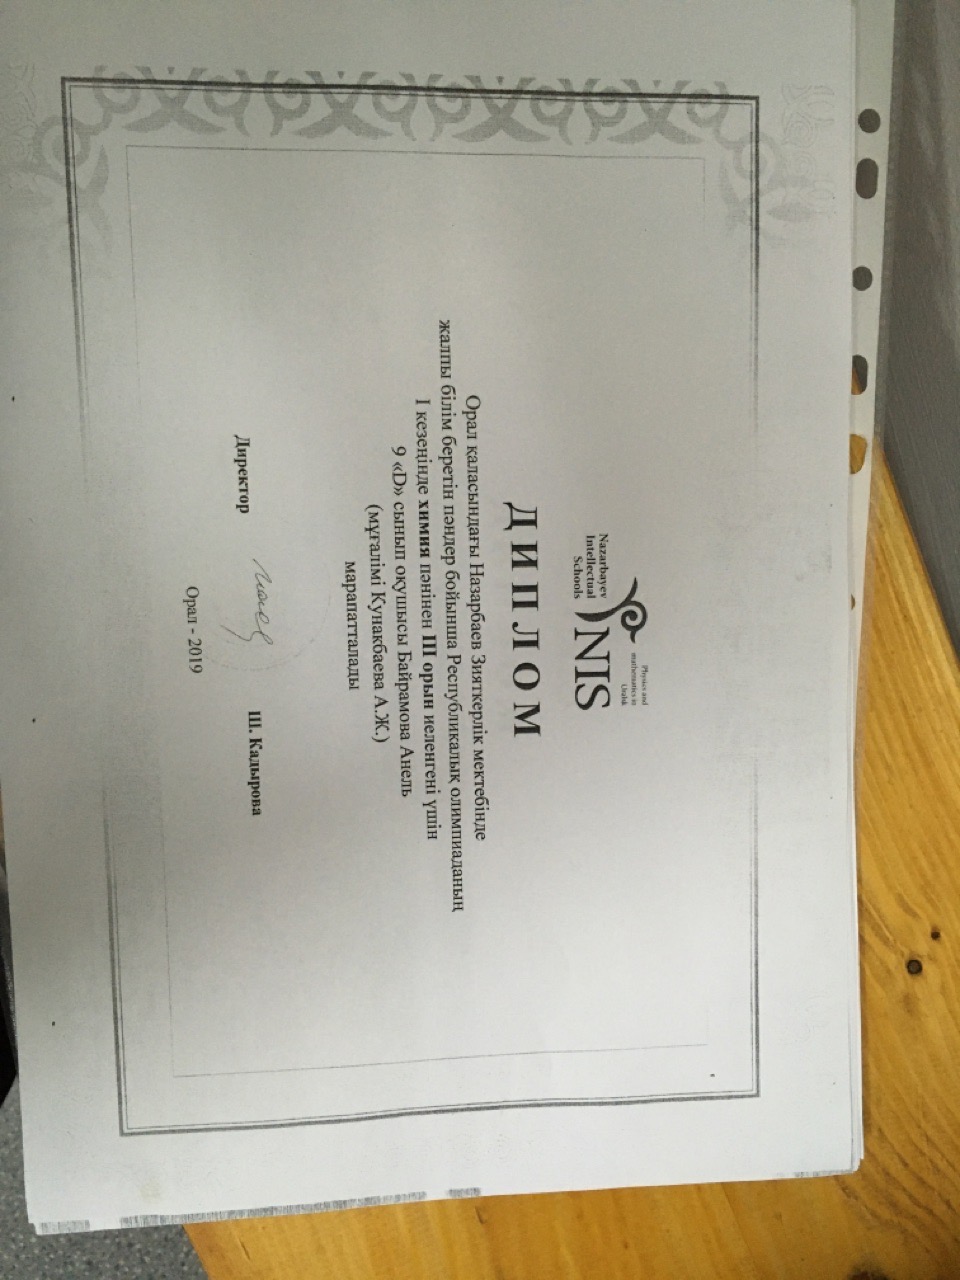 Nazarbayev
Intellectual
Schools
NIS
Physics and
mathematics in
Uralsk
ДИПЛОМ
Орал қаласындағы Назарбаев Зияткерлік мектебінде
жалпы білім беретін пәндер бойынша Республикалық олимпиаданың
І кезеңінде химия пәнінен ІІІ орын иеленгені үшін
9 «D» сынып оқушысы Байрамова Анель
(мұғалімі Кунакбаева А.Ж.)
марапатталады
Директор
Ш. Кадырова
Орал - 2019